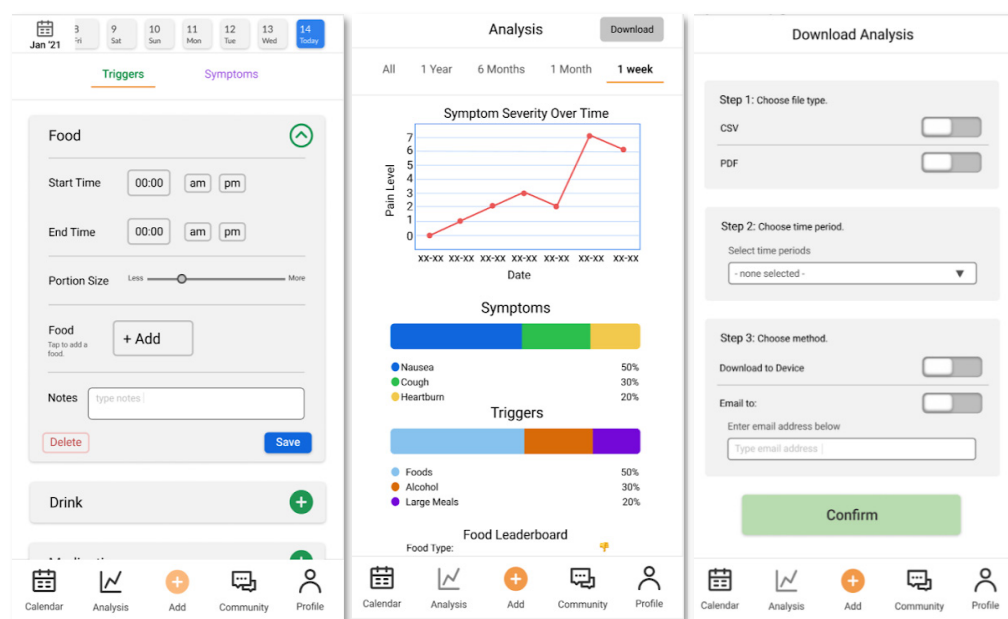 Jan '21
8 9 10 11 12 13 14
Fri Sat Sun Mon Tue Wed Today
Triggers Symptoms
Food
Start Time 00:00 am pm
End Time 00:00 am pm
Portion Size Less More
Food + Add
Tap to add a
food.
Notes type notes
Delete Save
Drink
Calendar Analysis Add Community Profile
Analysis Download
All 1 Year 6 Months 1 Month 1 week
Symptom Severity Over Time
7
6
5
4
3
2
1
0
Pain Level
xx-xx xx-xx xx-xx xx-xx xx-xx xx-xx xx-xx
Date
Symptoms
Nausea 50%
Cough 30%
Heartburn 20%
Triggers
Foods 50%
Alcohol 30%
Large Meals 20%
Food Leaderboard
Food Type:
Calendar Analysis Add Community Profile
Download Analysis
Step 1: Choose file type.
CSV
PDF
Step 2: Choose time period.
Select time periods
- none selected -
Step 3: Choose method.
Download to Device
Email to:
Enter email address below
Type email address
Confirm
Calendar Analysis Add Community Profile